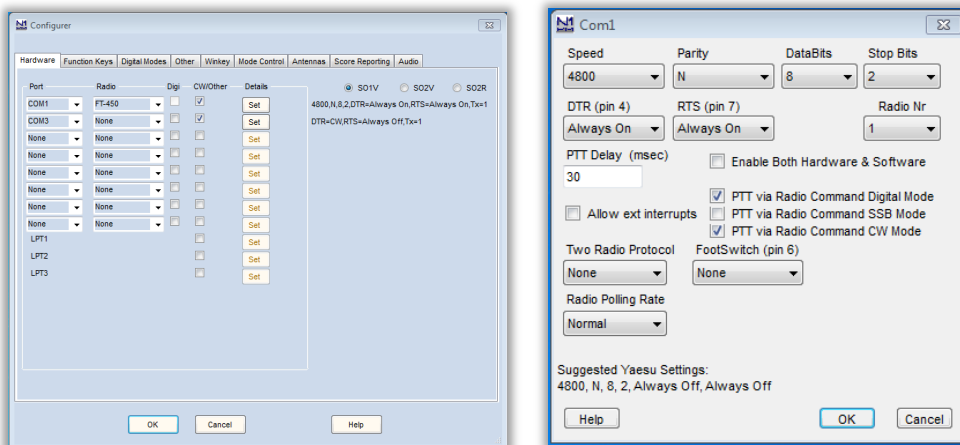 N1 Configurer
Hardware Function Keys Digital Modes Other Winkey Mode Control Antennas Score Reporting Audio
Port Radio Digi CW/Other Details SO1V SO2V SO2R
COM1 FT-450 Set 4800,N,8,2,DTR=Always On,RTS=Always On,Tx=1
COM3 None Set DTR=CW,RTS=Always Off,Tx=1
None None Set
None None Set
None None Set
None None Set
None None Set
None None Set
LPT1 Set
LPT2 Set
LPT3 Set
OK Cancel Help
N1 Com1
Speed Parity DataBits Stop Bits
4800 N 8 2
DTR (pin 4) RTS (pin 7) Radio Nr
Always On Always On 1
PTT Delay (msec)
30
Enable Both Hardware & Software
PTT via Radio Command Digital Mode
Allow ext interrupts PTT via Radio Command SSB Mode
PTT via Radio Command CW Mode
Two Radio Protocol FootSwitch (pin 6)
None None
Radio Polling Rate
Normal
Suggested Yaesu Settings:
4800, N, 8, 2, Always Off, Always Off
Help OK Cancel